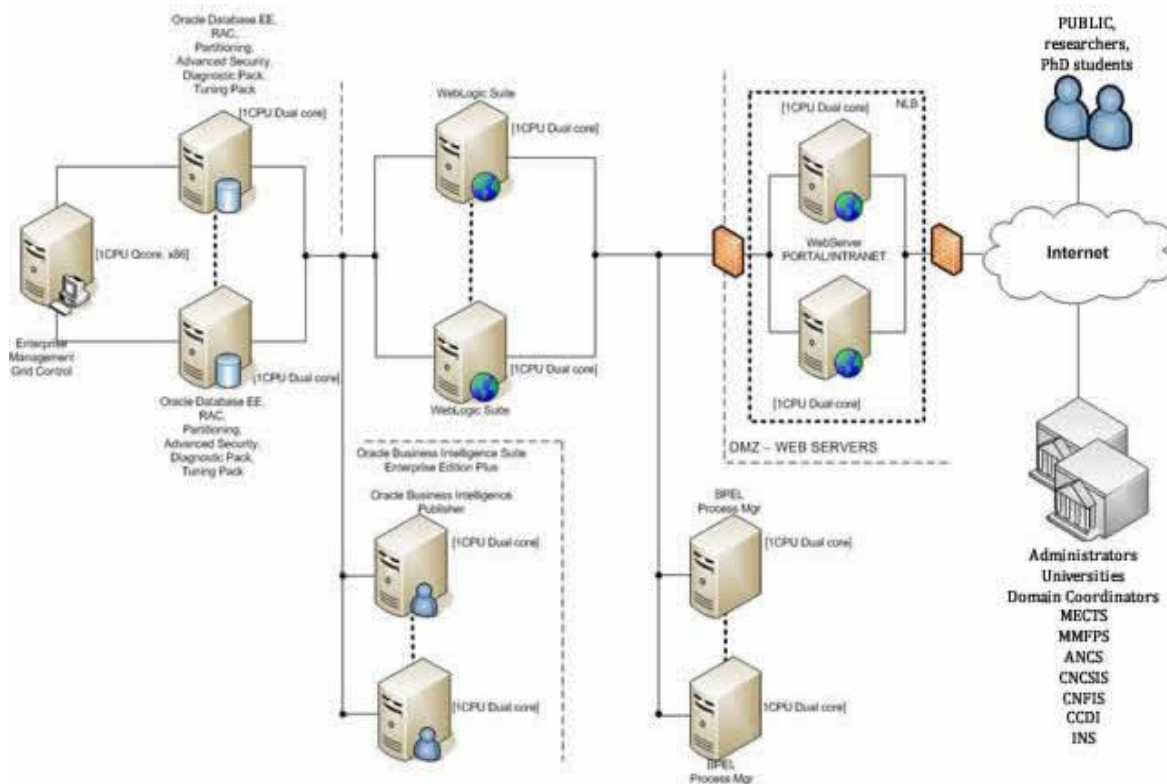 Oracle Database EE,
RAC,
Partitioning,
Advanced Security,
Diagnostic Pack,
Tuning Pack
[1CPU Dual core]
WebLogic Suite
[1CPU Dual core]
[1CPU Dual core]
NLB
PUBLIC,
researchers,
PhD students
[1CPU Qcore, x86]
WebServer
PORTAL/INTRANET
Internet
Enterprise
Management
Grid Control
[1CPU Dual core]
Oracle Database EE,
RAC,
Partitioning,
Advanced Security,
Diagnostic Pack,
Tuning Pack
[1CPU Dual core]
WebLogic Suite
[1CPU Dual core]
DMZ – WEB SERVERS
Oracle Business Intelligence Suite
Enterprise Edition Plus
Oracle Business Intelligence
Publisher
[1CPU Dual core]
[1CPU Dual core]
BPEL
Process Mgr
[1CPU Dual core]
1CPU Dual core]
BPEL
Process Mgr
Administrators
Universities
Domain Coordinators
MECTS
MMFPS
ANCS
CNCSIS
CNFIS
CCDI
INS